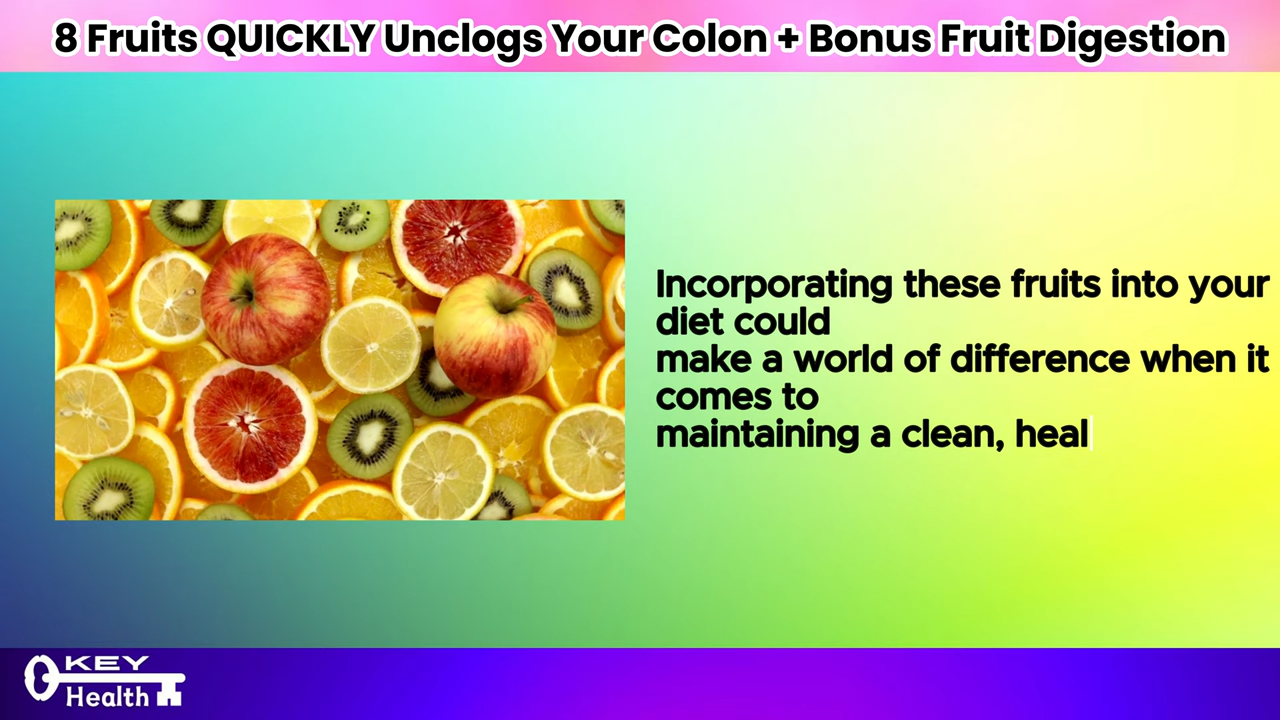 8 Fruits QUICKLY Unclogs Your Colon + Bonus Fruit Digestion
Incorporating these fruits into your
diet could
make a world of difference when it
comes to
maintaining a clean, heal
KEY
Health